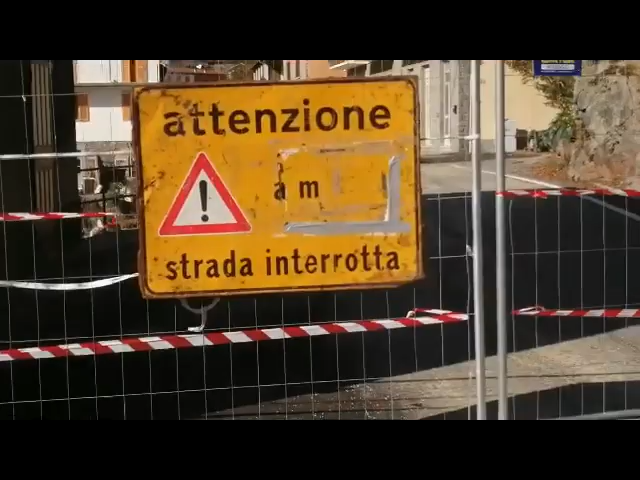 attenzione
!
a m
strada interrotta